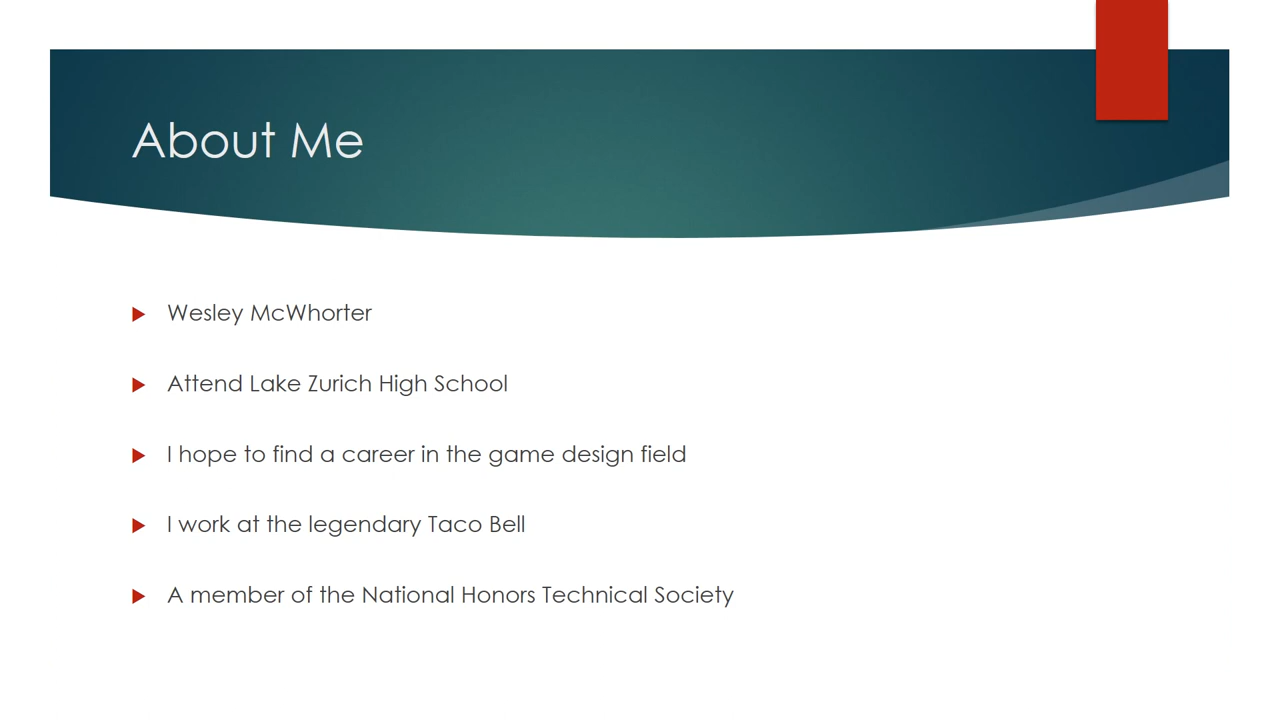 About Me
Wesley McWhorter
Attend Lake Zurich High School
I hope to find a career in the game design field
I work at the legendary Taco Bell
A member of the National Honors Technical Society